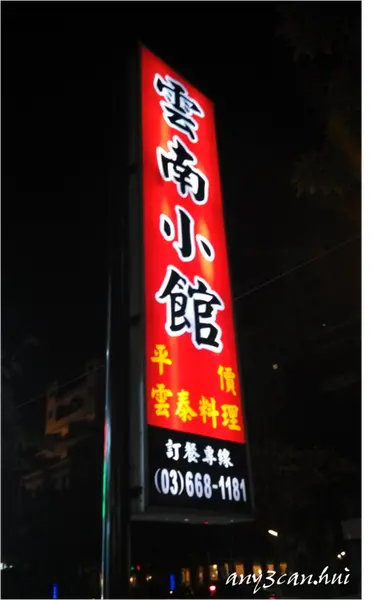 雲南小館
平價
雲泰料理
訂餐專線
(03)668-1181
any3can.hui